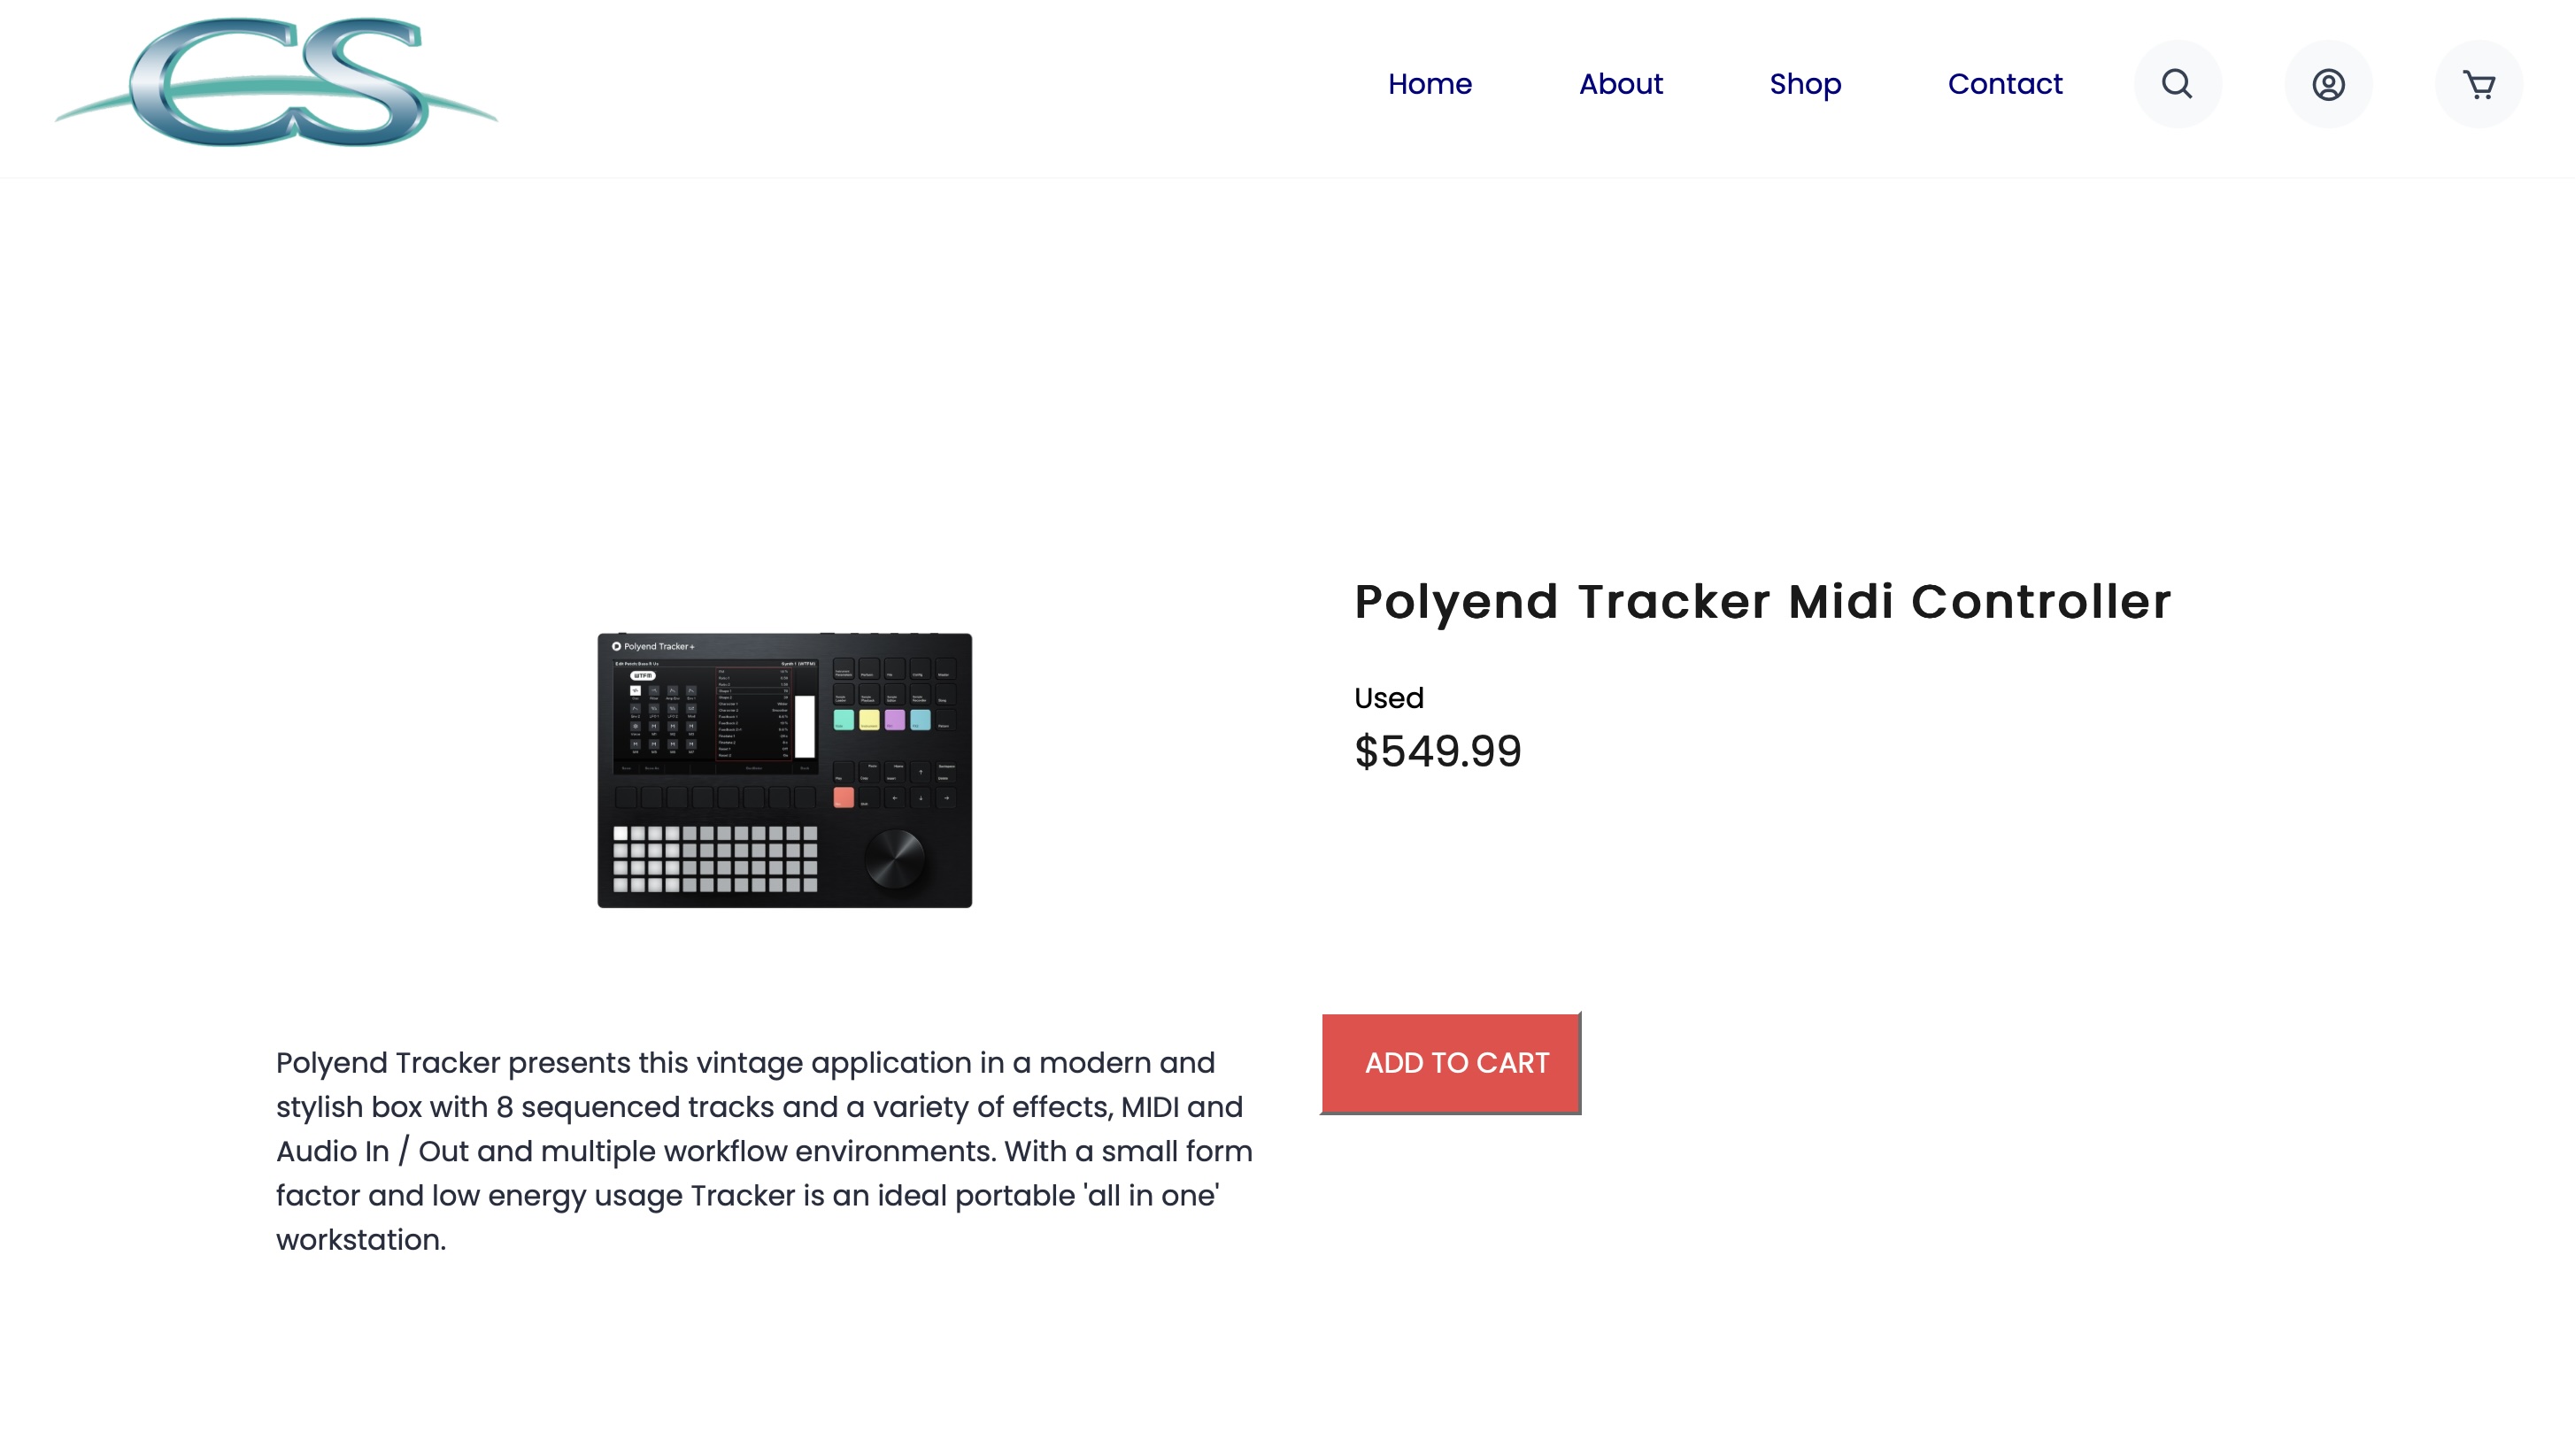 CS
Home About Shop Contact
Polyend Tracker Midi Controller
Used
$549.99
Polyend Tracker+
WTFM
ADD TO CART
Polyend Tracker presents this vintage application in a modern and
stylish box with 8 sequenced tracks and a variety of effects, MIDI and
Audio In / Out and multiple workflow environments. With a small form
factor and low energy usage Tracker is an ideal portable 'all in one'
workstation.